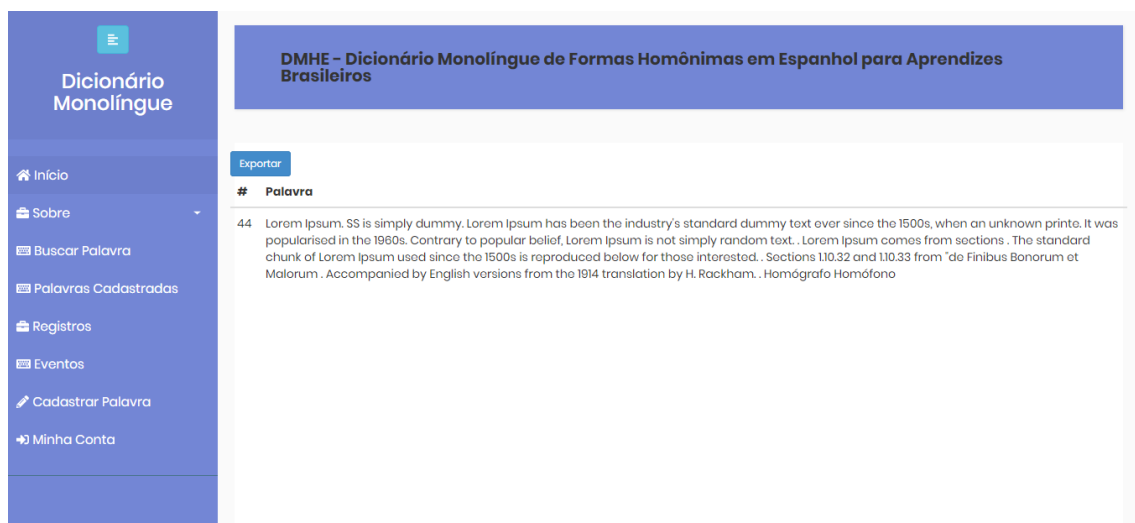 Dicionário
Monolíngue
Início
Sobre
Buscar Palavra
Palavras Cadastradas
Registros
Eventos
Cadastrar Palavra
Minha Conta
DMHE - Dicionário Monolíngue de Formas Homônimas em Espanhol para Aprendizes
Brasileiros
Exportar
# Palavra
44 Lorem Ipsum. SS is simply dummy. Lorem Ipsum has been the industry's standard dummy text ever since the 1500s, when an unknown printe. It was
popularised in the 1960s. Contrary to popular belief, Lorem Ipsum is not simply random text. . Lorem Ipsum comes from sections . The standard
chunk of Lorem Ipsum used since the 1500s is reproduced below for those interested. . Sections 1.10.32 and 1.10.33 from "de Finibus Bonorum et
Malorum . Accompanied by English versions from the 1914 translation by H. Rackham. . Homógrafo Homófono